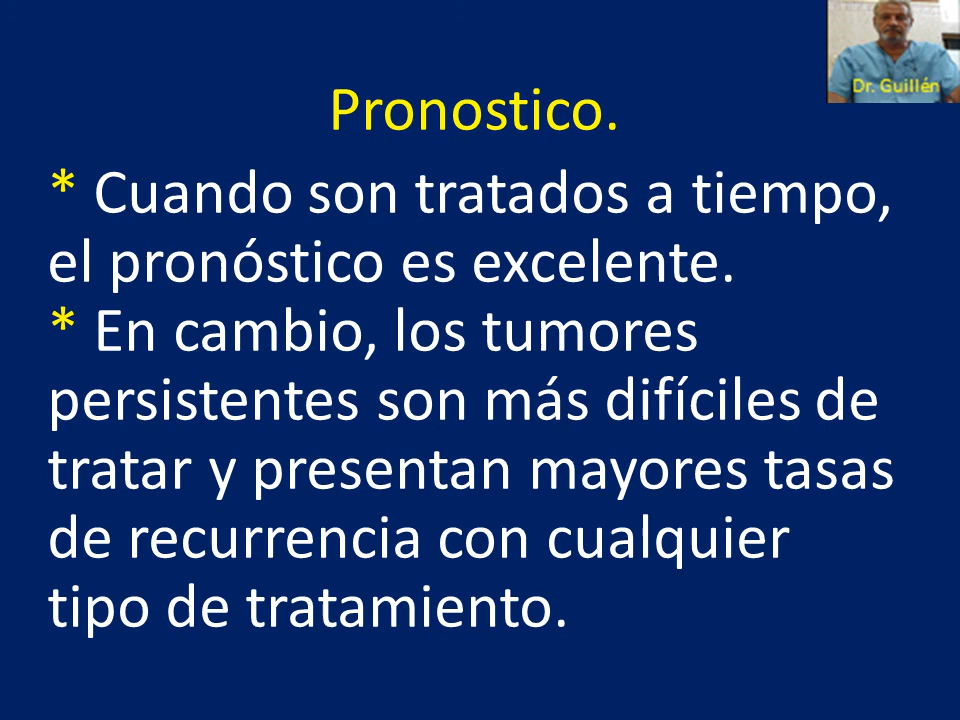 Dr. Guillén
Pronostico.
* Cuando son tratados a tiempo,
el pronóstico es excelente.
* En cambio, los tumores
persistentes son más difíciles de
tratar y presentan mayores tasas
de recurrencia con cualquier
tipo de tratamiento.